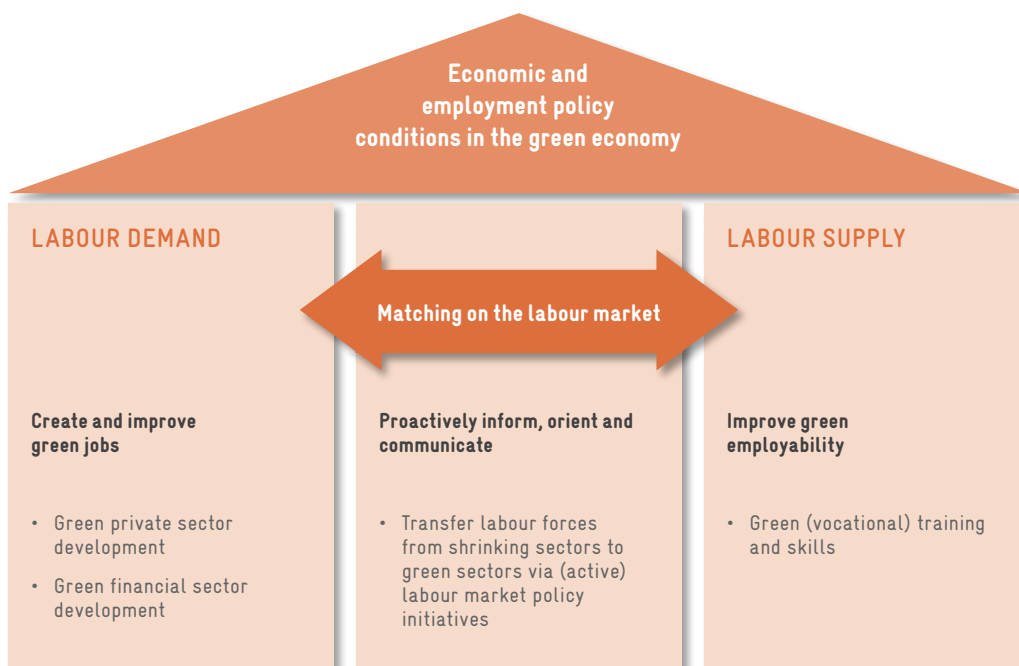 Economic and
employment policy
conditions in the green economy
LABOUR DEMAND
LABOUR SUPPLY
Matching on the labour market
Create and improve
green jobs
• Green private sector
development
• Green financial sector
development
Proactively inform, orient and
communicate
• Transfer labour forces
from shrinking sectors to
green sectors via (active)
labour market policy
initiatives
Improve green
employability
• Green (vocational) training
and skills